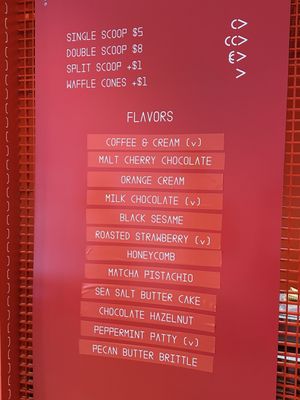 SINGLE SCOOP $5 C>
DOUBLE SCOOP $8 CC>
SPLIT SCOOP +$1 €>
WAFFLE CONES +$1 >
FLAVORS
COFFEE & CREAM (v)
MALT CHERRY CHOCOLATE
ORANGE CREAM
MILK CHOCOLATE (v)
BLACK SESAME
ROASTED STRAWBERRY (v)
HONEYCOMB
MATCHA PISTACHIO
SEA SALT BUTTER CAKE
CHOCOLATE HAZELNUT
PEPPERMINT PATTY (v)
PECAN BUTTER BRITTLE